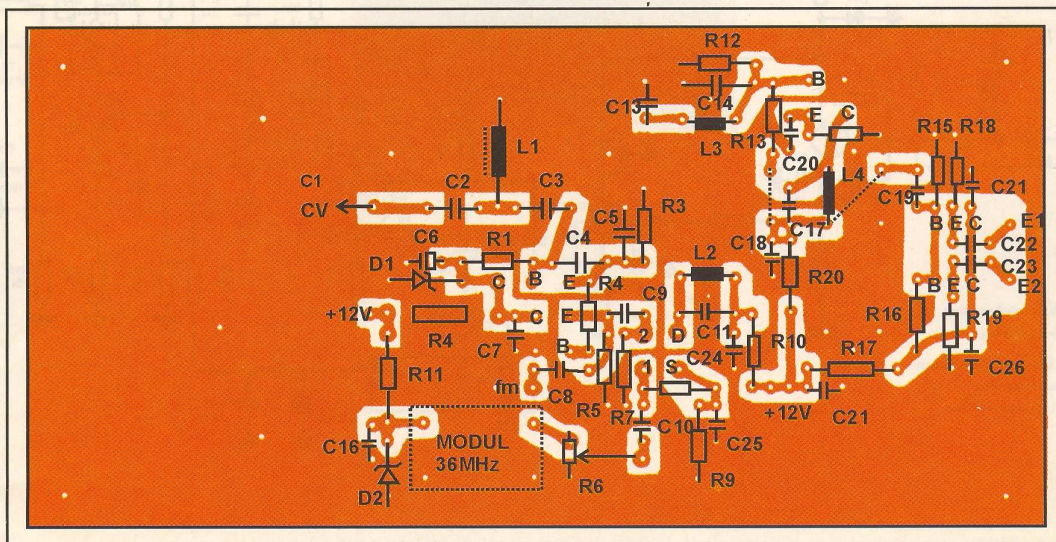 R12
B
C13
C14
E
C
R15
R18
L1
L3
R13
C20
L4
C1
C2
C3
C19
C21
CV
R3
C5
C17
E1
C6
R1
C4
C18
L2
B
E
C
C22
D1
C
B
E
R4
R20
C23
B
E
C
E2
+12V
R4
C7
C
E
C9
D
C11
R16
R19
B
2
C24
R10
R17
C26
R11
fm
C8
R5
R7
1
S
+12V
C21
C16
MODUL
36MHz
C10
C25
D2
R6
R9